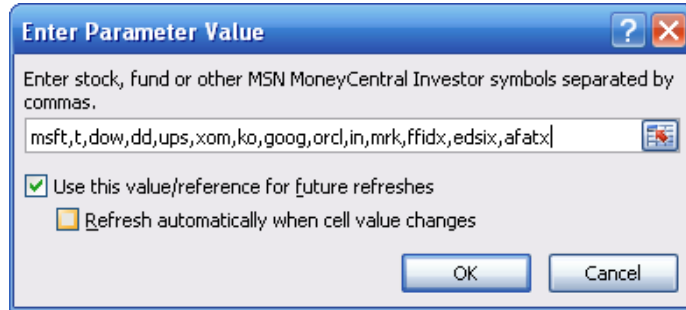 Enter Parameter Value
Enter stock, fund or other MSN MoneyCentral Investor symbols separated by
commas.
msft,t,dow,dd,ups,xom,ko,goog,orcl,in,mrk,ffidx,edsix,afatx
Use this value/reference for future refreshes
Refresh automatically when cell value changes
OK Cancel